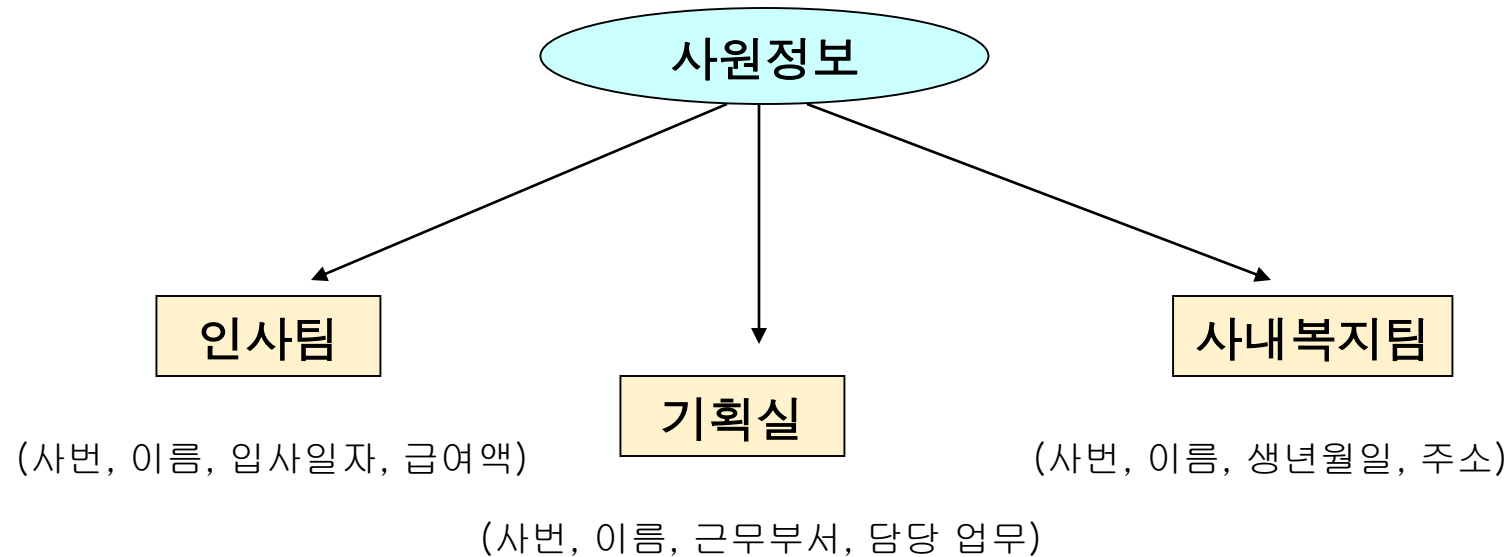 사원정보
인사팀
사내복지팀
기획실
(사번, 이름, 입사일자, 급여액)
(사번, 이름, 생년월일, 주소)
(사번, 이름, 근무부서, 담당 업무)